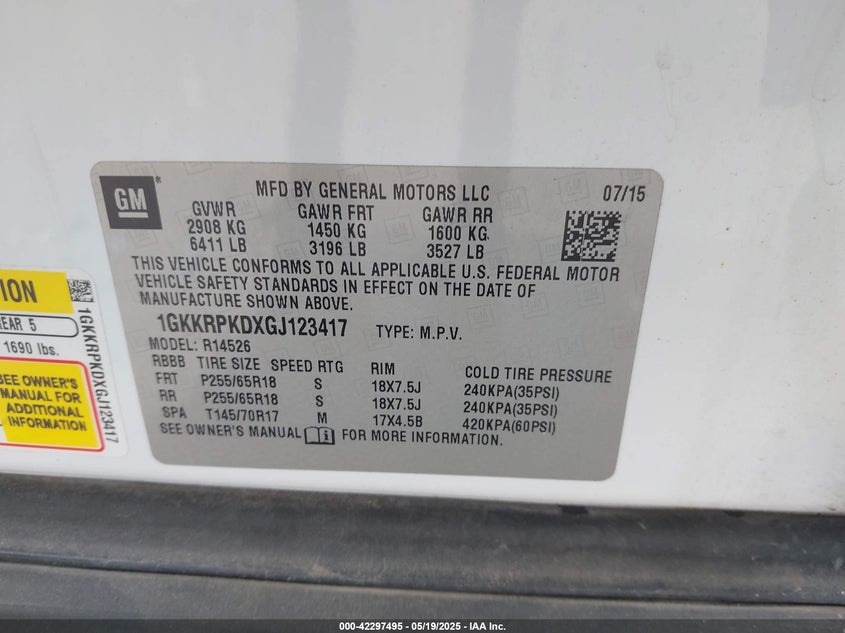 GM
MFD BY GENERAL MOTORS LLC 07/15
GVWR GAWR FRT GAWR RR
2908 KG 1450 KG 1600 KG
6411 LB 3196 LB 3527 LB
THIS VEHICLE CONFORMS TO ALL APPLICABLE U.S. FEDERAL MOTOR
VEHICLE SAFETY STANDARDS IN EFFECT ON THE DATE OF
MANUFACTURE SHOWN ABOVE.
1GKKRPKDXGJ123417 TYPE: M.P.V.
MODEL: R14526
RBBB TIRE SIZE SPEED RTG RIM COLD TIRE PRESSURE
FRT P255/65R18 S 18X7.5J 240KPA(35PSI)
RR P255/65R18 S 18X7.5J 240KPA(35PSI)
SPA T145/70R17 M 17X4.5B 420KPA(60PSI)
SEE OWNER'S MANUAL FOR MORE INFORMATION.
REAR 5
1690 lbs.
SEE OWNER'S
MANUAL FOR
ADDITIONAL
INFORMATION
1GKKRPKDXGJ123417
000-42297495 - 05/19/2025 - IAA Inc.